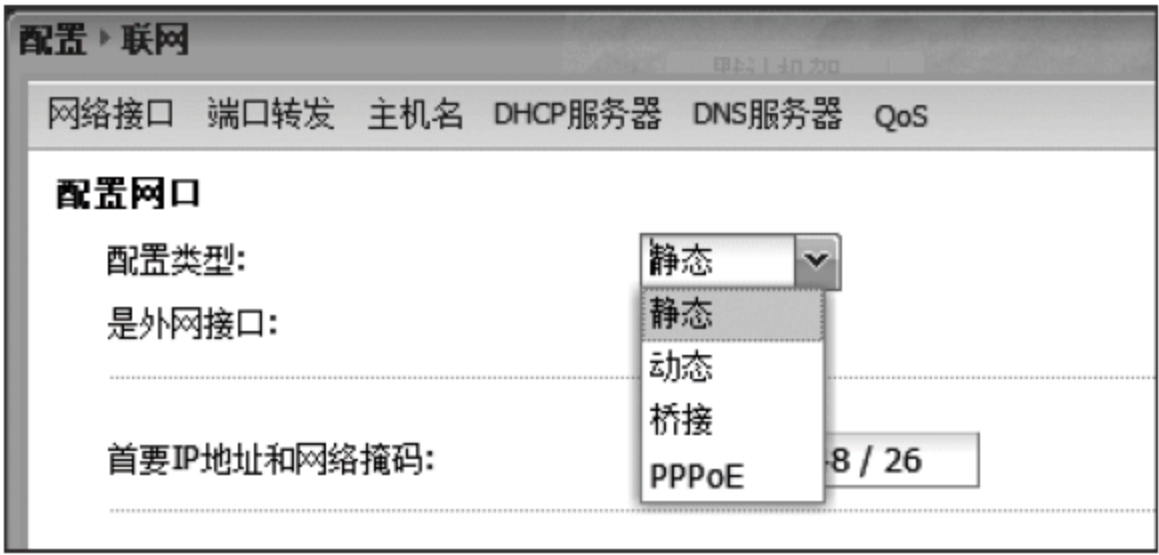 配置 ▸ 联网
网络接口 端口转发 主机名 DHCP服务器 DNS服务器 QoS
配置网口
配置类型: 静态
静态
是外网接口:
动态
桥接
首要IP地址和网络掩码: 8 / 26
PPPoE